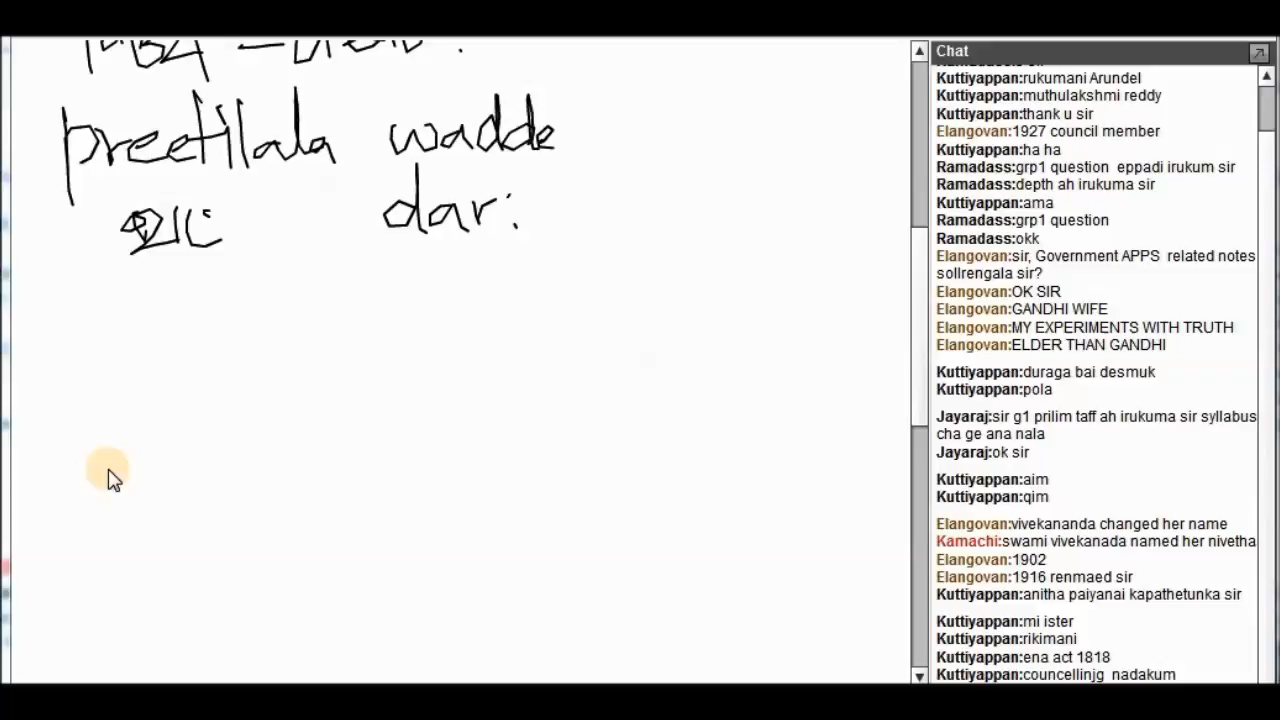 preetilala wadde
dar:
Chat
Kuttiyappan:rukumani Arundel
Kuttiyappan:muthulakshmi reddy
Kuttiyappan:thank u sir
Elangovan:1927 council member
Kuttiyappan:ha ha
Ramadass:grp1 question eppadi irukum sir
Ramadass:depth ah irukuma sir
Kuttiyappan:ama
Ramadass:grp1 question
Ramadass:okk
Elangovan:sir, Government APPS related notes
sollrengala sir?
Elangovan:OK SIR
Elangovan:GANDHI WIFE
Elangovan:MY EXPERIMENTS WITH TRUTH
Elangovan:ELDER THAN GANDHI
Kuttiyappan:duraga bai desmuk
Kuttiyappan:pola
Jayaraj:sir g1 prilim taff ah irukuma sir syllabus
cha ge ana nala
Jayaraj:ok sir
Kuttiyappan:aim
Kuttiyappan:qim
Elangovan:vivekananda changed her name
Kamachi:swami vivekanada named her nivetha
Elangovan:1902
Elangovan:1916 renmaed sir
Kuttiyappan:anitha paiyanai kapathetunka sir
Kuttiyappan:mi ister
Kuttiyappan:rikimani
Kuttiyappan:ena act 1818
Kuttiyappan:councellinjg nadakum